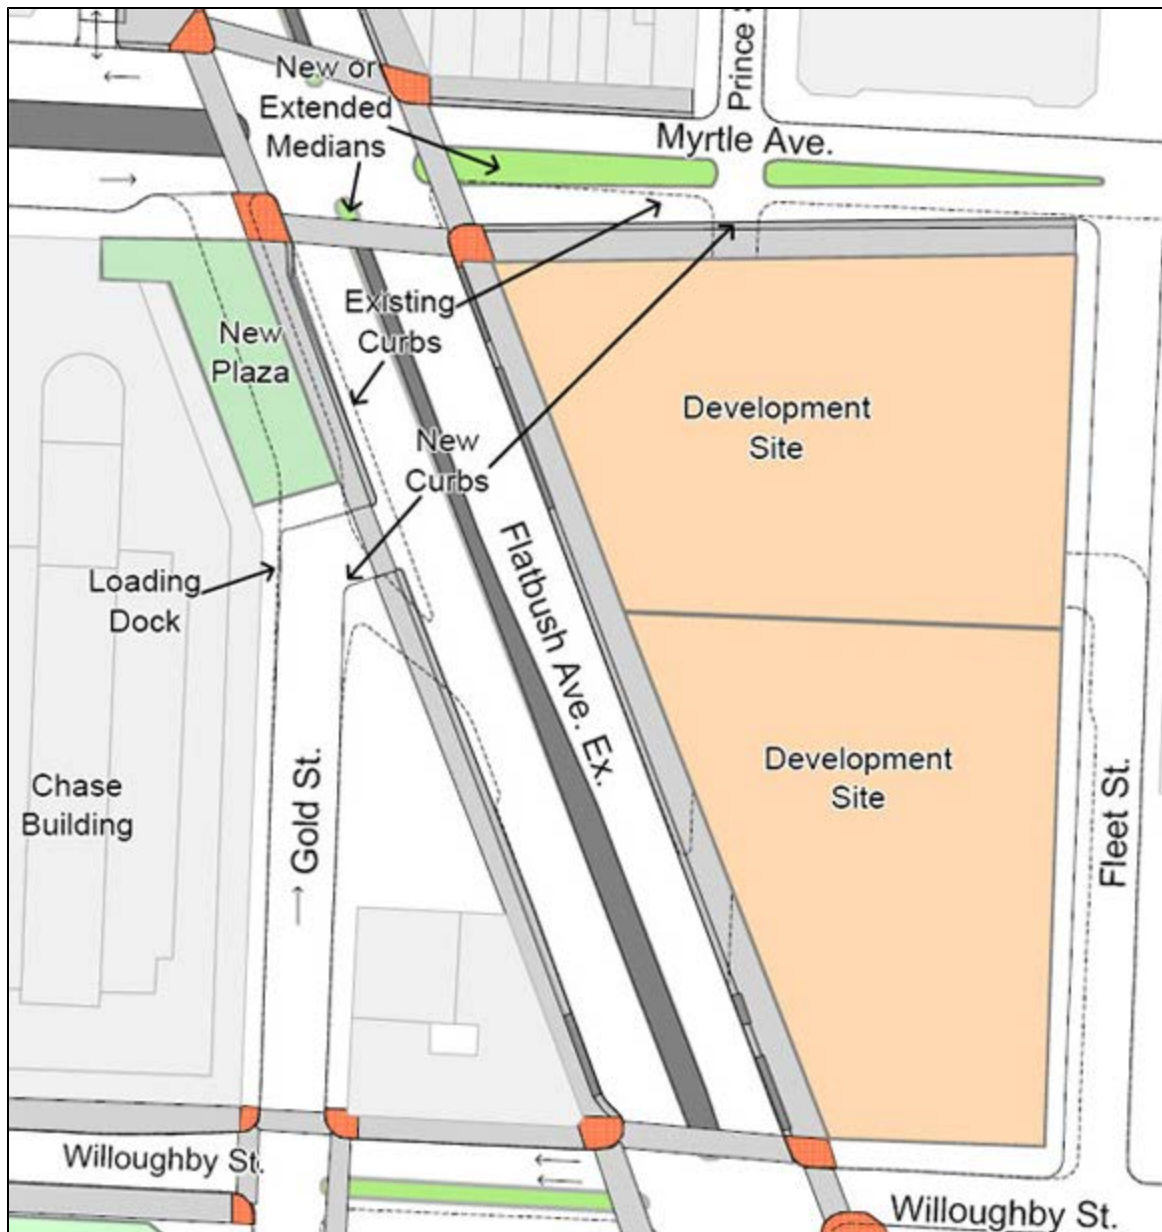 Prince S
New or
Extended
Medians
Myrtle Ave.
Existing
Curbs
New
Plaza
Development
Site
New
Curbs
Flatbush Ave. Ex.
Loading
Dock
Development
Site
Chase
Building
Gold St.
Fleet St.
Willoughby St.
Willoughby St.